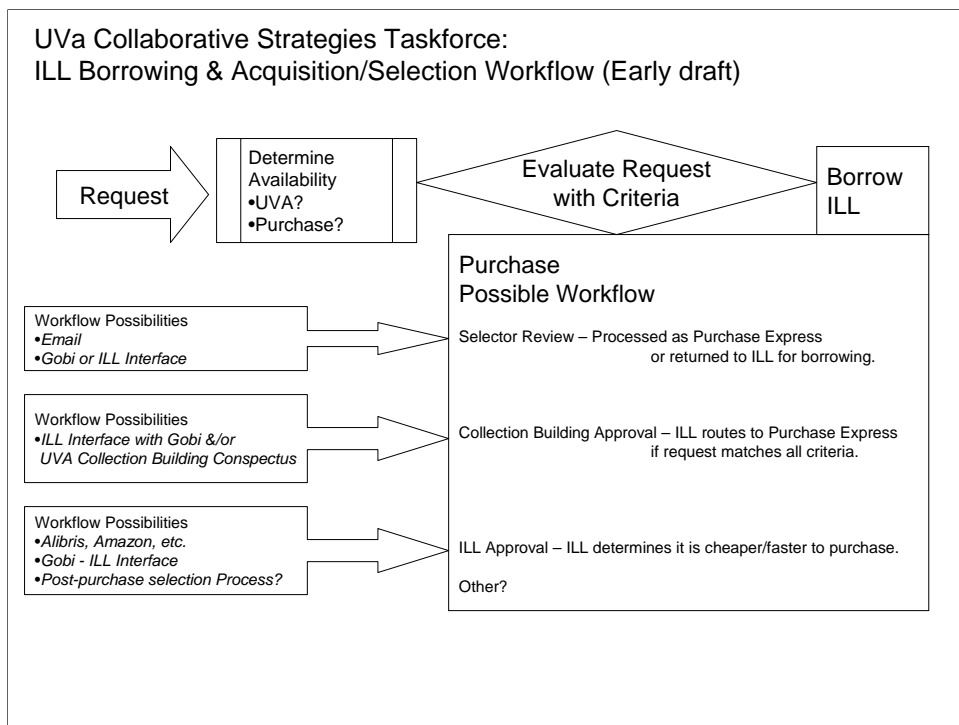 UVa Collaborative Strategies Taskforce:
ILL Borrowing & Acquisition/Selection Workflow (Early draft)
Request
Determine
Availability
•UVA?
•Purchase?
Evaluate Request
with Criteria
Borrow
ILL
Purchase
Possible Workflow
Workflow Possibilities
•Email
•Gobi or ILL Interface
Selector Review – Processed as Purchase Express
or returned to ILL for borrowing.
Workflow Possibilities
•ILL Interface with Gobi &/or
UVA Collection Building Conspectus
Collection Building Approval – ILL routes to Purchase Express
if request matches all criteria.
Workflow Possibilities
•Alibris, Amazon, etc.
•Gobi - ILL Interface
•Post-purchase selection Process?
ILL Approval – ILL determines it is cheaper/faster to purchase.
Other?